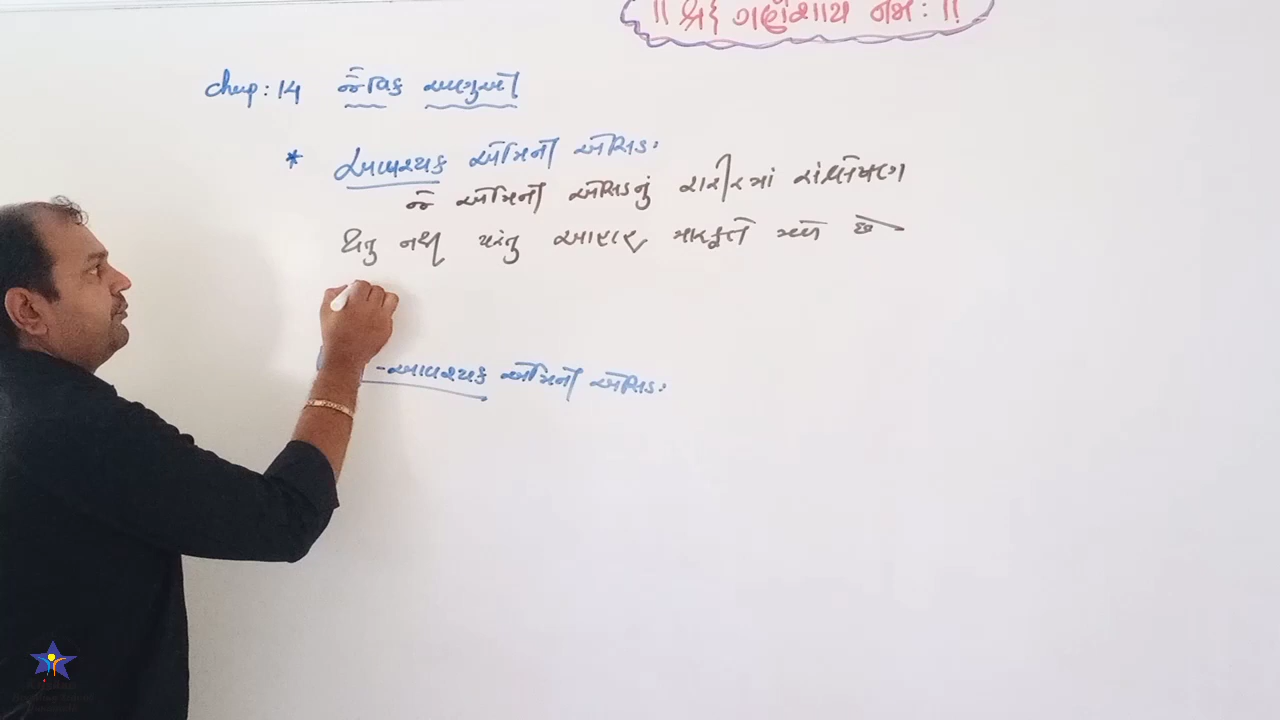 || શ્રી ગણેશાય નમઃ ||
chap: 14 જૈવિક અણુઓ
* આવશ્યક એમિનો એસિડ:
જે એમિનો એસિડનું શરીરમાં સંશ્લેષણ
થતુ નથી પરંતુ આહાર મારફતે મળે છે
-આવશ્યક એમિનો એસિડ: